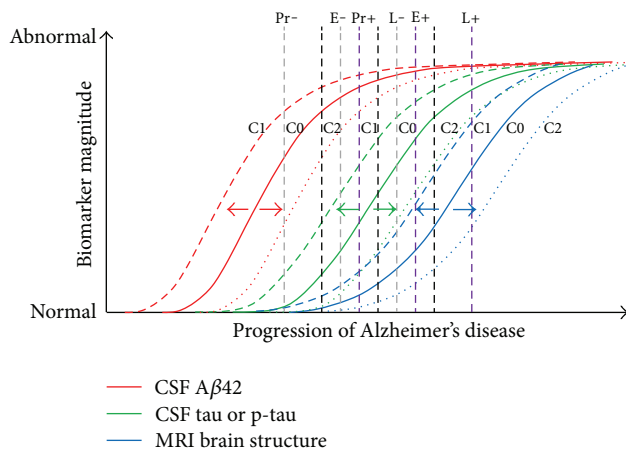 Pr− E− Pr+ L− E+ L+
Abnormal
C1 C0 C2 C1 C0 C2 C1 C0 C2
Biomarker magnitude
Normal
Progression of Alzheimer's disease
CSF Aβ42
CSF tau or p-tau
MRI brain structure